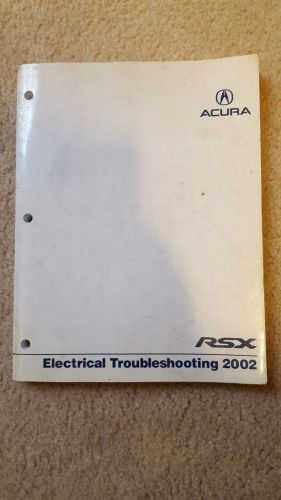 ACURA
RSX
Electrical Troubleshooting 2002